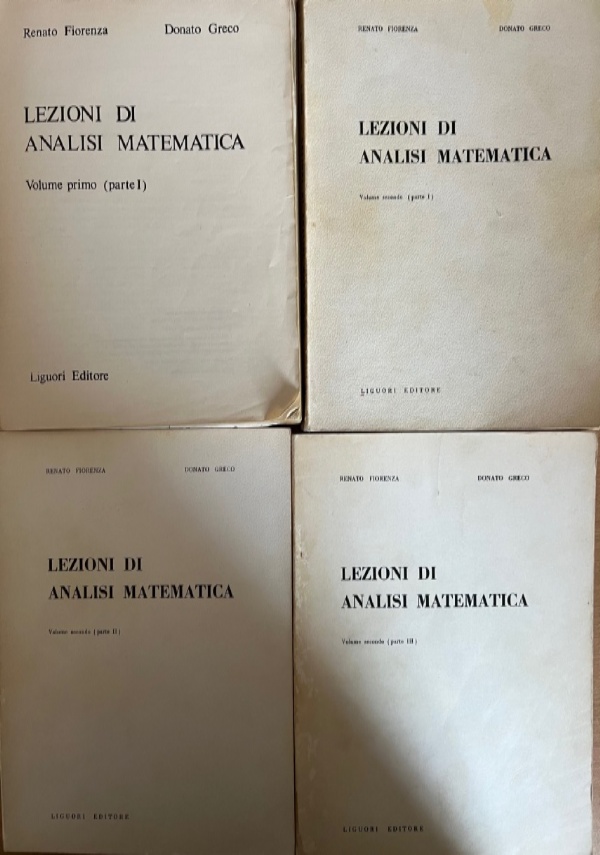 Renato Fiorenza Donato Greco
LEZIONI DI
ANALISI MATEMATICA
Volume primo (parte I)
Liguori Editore
RENATO FIORENZA DONATO GRECO
LEZIONI DI
ANALISI MATEMATICA
Volume secondo (parte I)
LIGUORI EDITORE
RENATO FIORENZA DONATO GRECO
LEZIONI DI
ANALISI MATEMATICA
Volume secondo (parte II)
LIGUORI EDITORE
RENATO FIORENZA DONATO GRECO
LEZIONI DI
ANALISI MATEMATICA
Volume secondo (parte III)
LIGUORI EDITORE